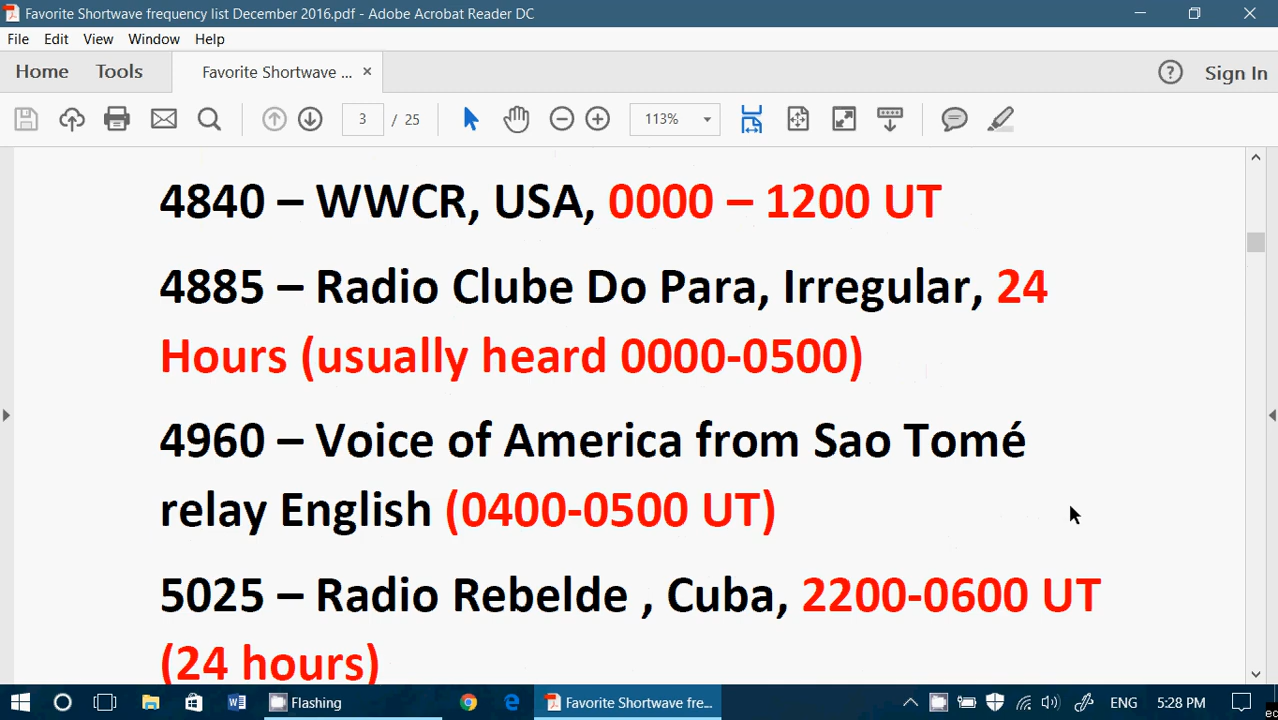 Favorite Shortwave frequency list December 2016.pdf - Adobe Acrobat Reader DC
File Edit View Window Help
Home Tools Favorite Shortwave ... × Sign In
3 / 25 113%
4840 – WWCR, USA, 0000 – 1200 UT
4885 – Radio Clube Do Para, Irregular, 24
Hours (usually heard 0000-0500)
4960 – Voice of America from Sao Tomé
relay English (0400-0500 UT)
5025 – Radio Rebelde , Cuba, 2200-0600 UT
(24 hours)
Flashing Favorite Shortwave fre... ENG 5:28 PM